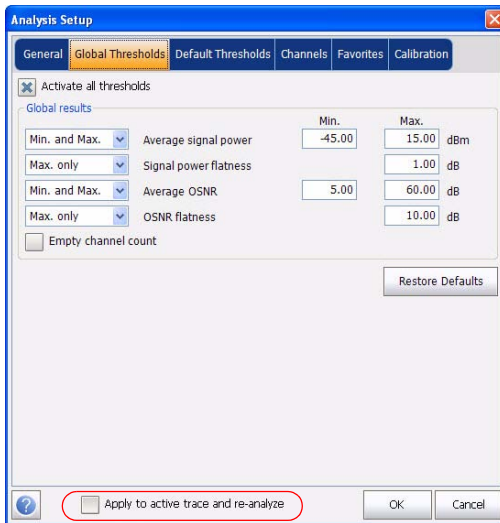 Analysis Setup
General Global Thresholds Default Thresholds Channels Favorites Calibration
Activate all thresholds
Global results
Min. Max.
Min. and Max. Average signal power -45.00 15.00 dBm
Max. only Signal power flatness 1.00 dB
Min. and Max. Average OSNR 5.00 60.00 dB
Max. only OSNR flatness 10.00 dB
Empty channel count
Restore Defaults
? Apply to active trace and re-analyze OK Cancel